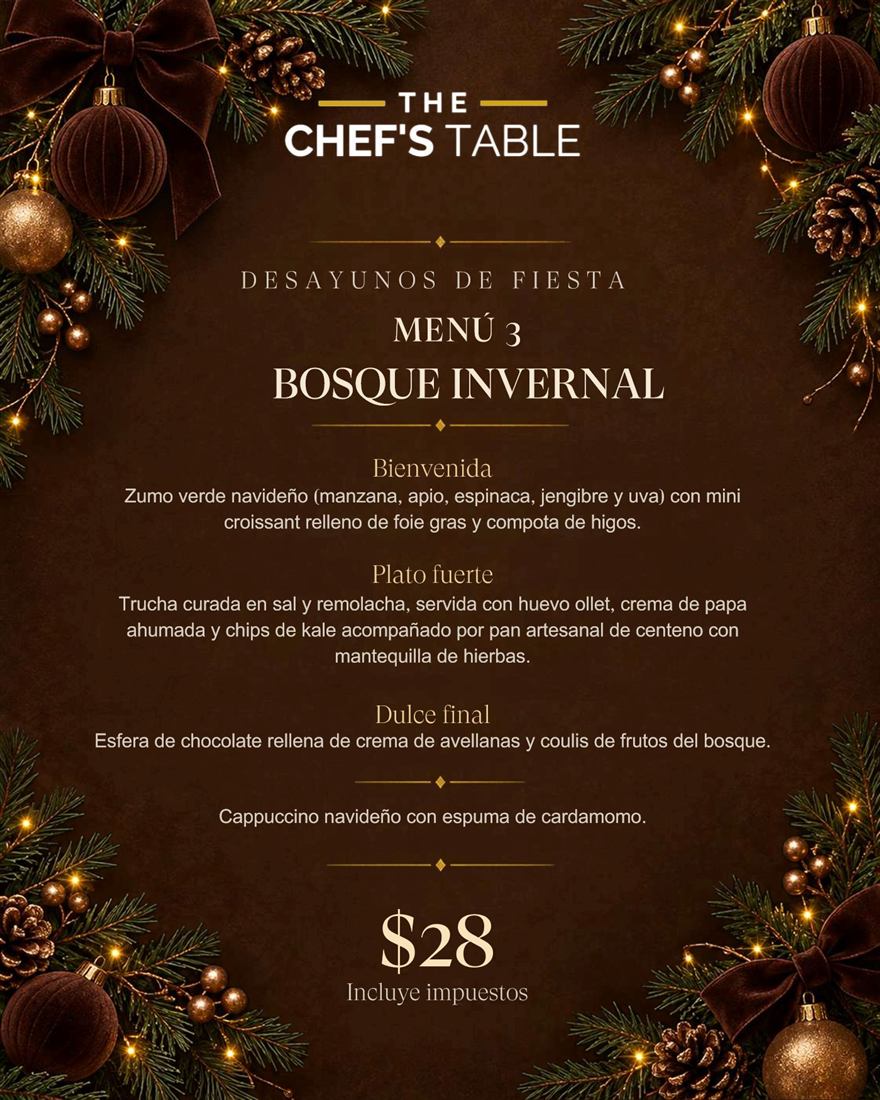 THE
CHEF'S TABLE
DESAYUNOS DE FIESTA
MENÚ 3
BOSQUE INVERNAL
Bienvenida
Zumo verde navideño (manzana, apio, espinaca, jengibre y uva) con mini
croissant relleno de foie gras y compota de higos.
Plato fuerte
Trucha curada en sal y remolacha, servida con huevo ollet, crema de papa
ahumada y chips de kale acompañado por pan artesanal de centeno con
mantequilla de hierbas.
Dulce final
Esfera de chocolate rellena de crema de avellanas y coulis de frutos del bosque.
Cappuccino navideño con espuma de cardamomo.
$28
Incluye impuestos